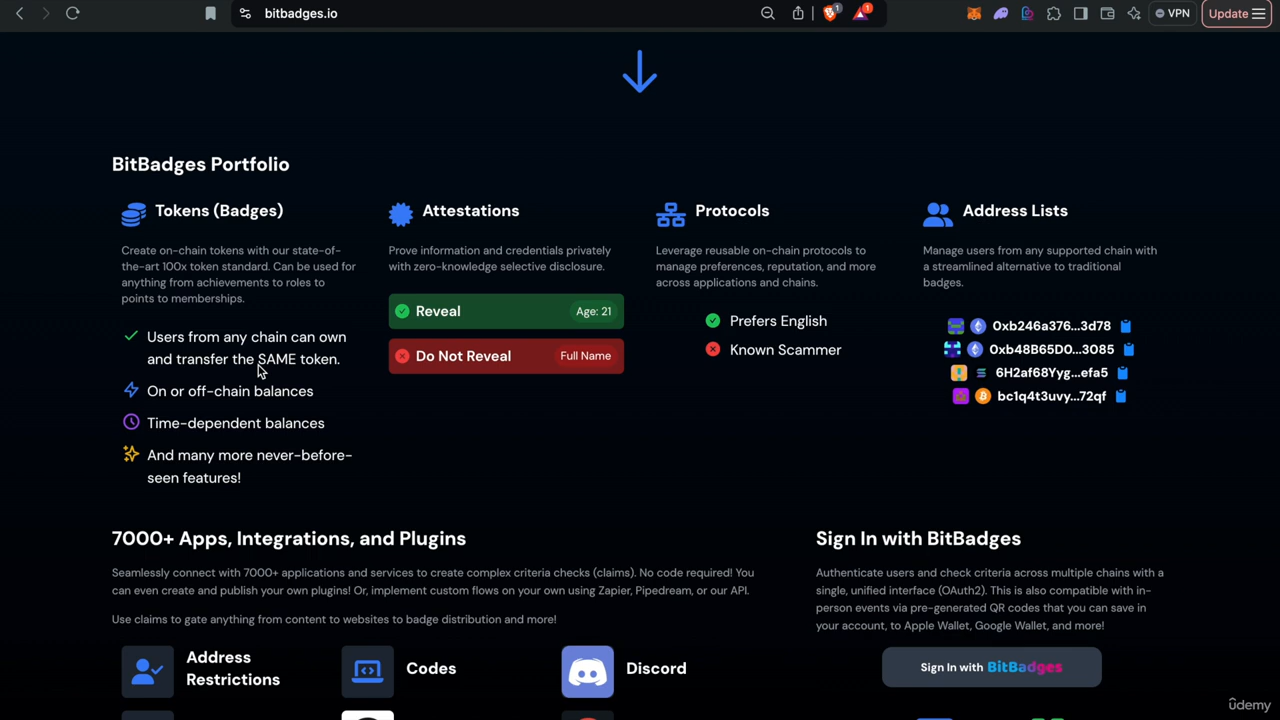 bitbadges.io
1
1
VPN
Update
BitBadges Portfolio
Tokens (Badges)
Create on-chain tokens with our state-of-
the-art 100x token standard. Can be used for
anything from achievements to roles to
points to memberships.
Users from any chain can own
and transfer the SAME token.
On or off-chain balances
Time-dependent balances
And many more never-before-
seen features!
Attestations
Prove information and credentials privately
with zero-knowledge selective disclosure.
Reveal
Age: 21
Do Not Reveal
Full Name
Protocols
Leverage reusable on-chain protocols to
manage preferences, reputation, and more
across applications and chains.
Prefers English
Known Scammer
Address Lists
Manage users from any supported chain with
a streamlined alternative to traditional
badges.
0xb246a376...3d78
0xb48B65D0...3085
6H2af68Yyg...efa5
bc1q4t3uvy...72qf
7000+ Apps, Integrations, and Plugins
Seamlessly connect with 7000+ applications and services to create complex criteria checks (claims). No code required! You
can even create and publish your own plugins! Or, implement custom flows on your own using Zapier, Pipedream, or our API.
Use claims to gate anything from content to websites to badge distribution and more!
Address
Restrictions
Codes
Discord
Sign In with BitBadges
Authenticate users and check criteria across multiple chains with a
single, unified interface (OAuth2). This is also compatible with in-
person events via pre-generated QR codes that you can save in
your account, to Apple Wallet, Google Wallet, and more!
Sign In with BitBadges
ûdemy